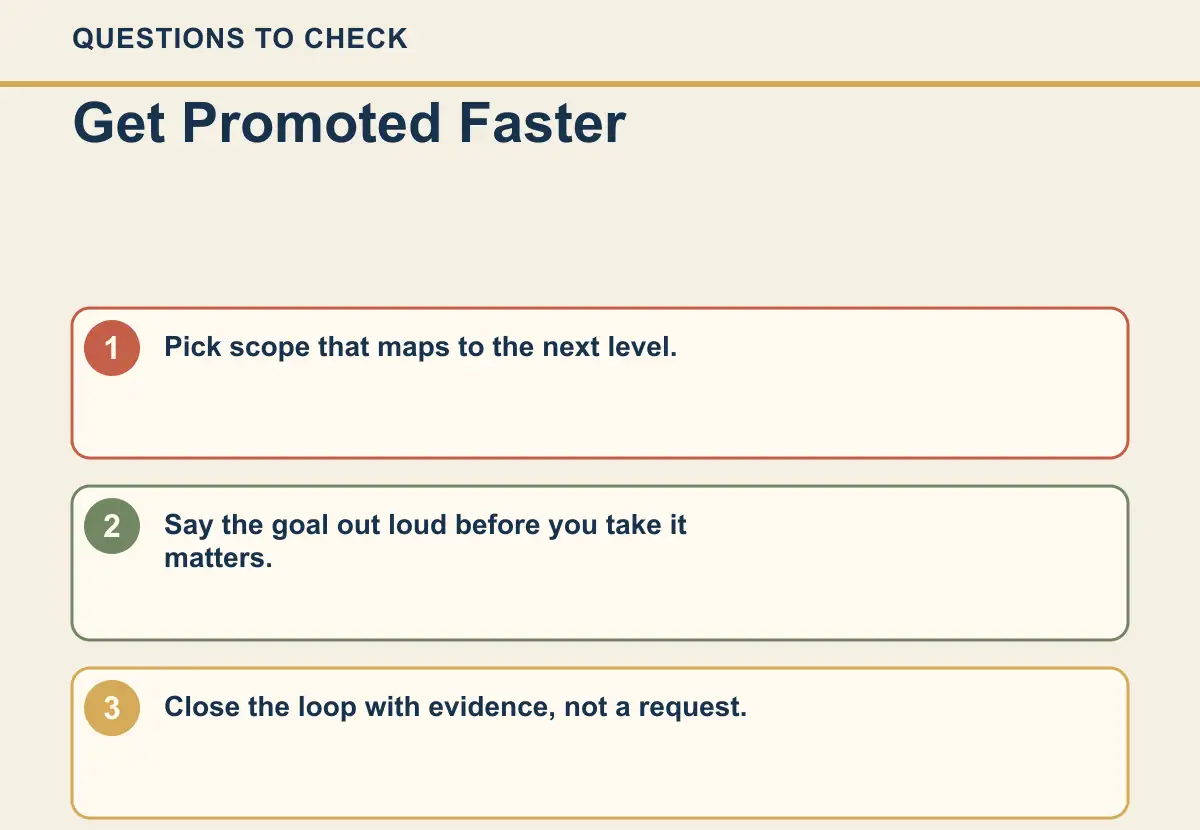 QUESTIONS TO CHECK
Get Promoted Faster
1
Pick scope that maps to the next level.
2
Say the goal out loud before you take it
matters.
3
Close the loop with evidence, not a request.